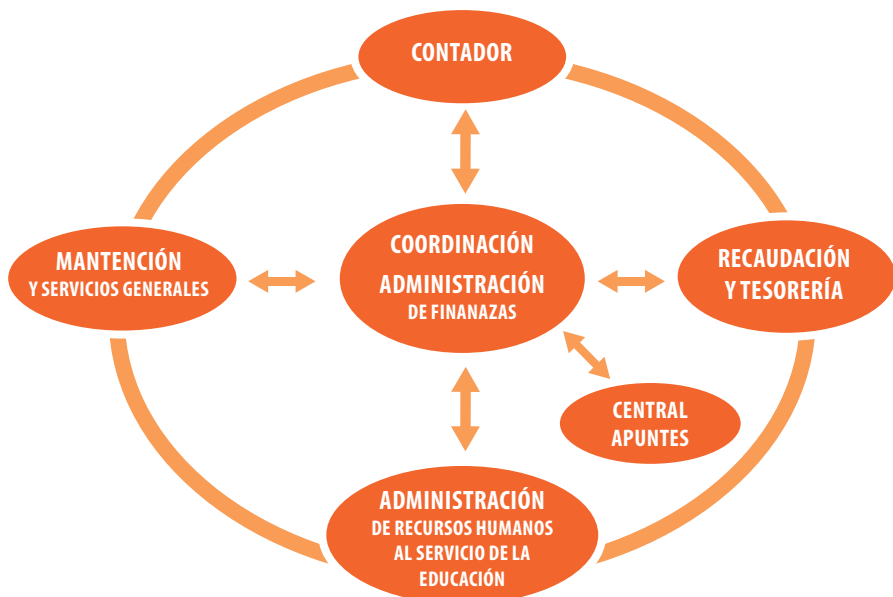 CONTADOR
MANTENCIÓN
Y SERVICIOS GENERALES
COORDINACIÓN
ADMINISTRACIÓN
DE FINANAZAS
RECAUDACIÓN
Y TESORERÍA
CENTRAL
APUNTES
ADMINISTRACIÓN
DE RECURSOS HUMANOS
AL SERVICIO DE LA
EDUCACIÓN